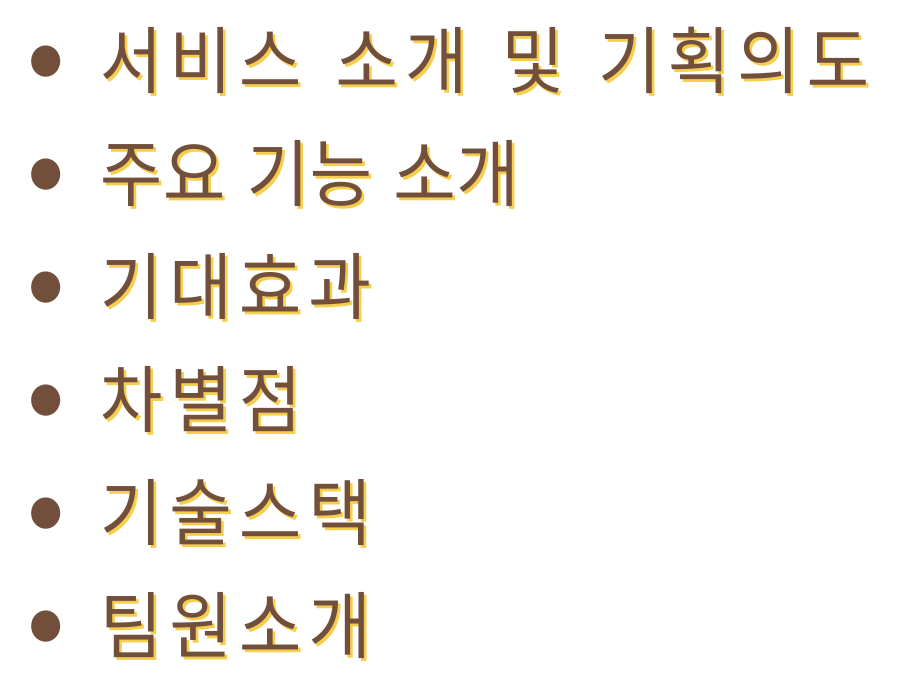 • 서비스 소개 및 기획의도
• 주요 기능 소개
• 기대효과
• 차별점
• 기술스택
• 팀원소개